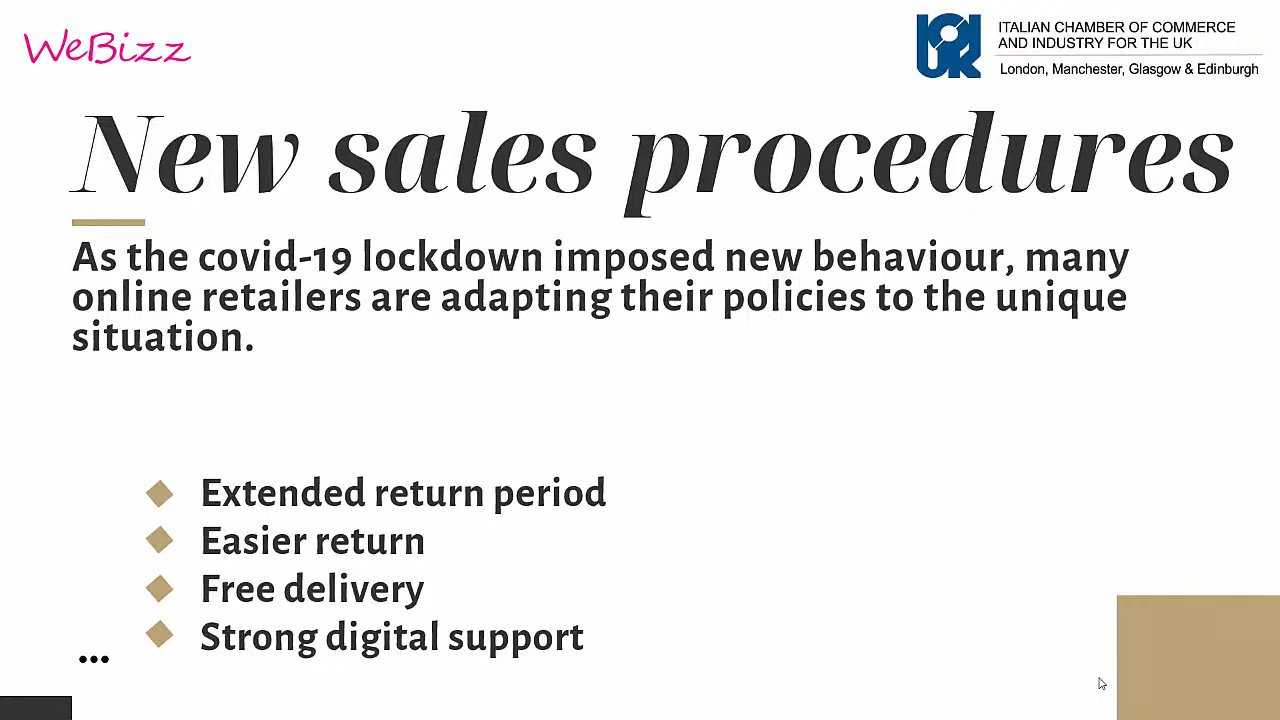 WeBizz
ITALIAN CHAMBER OF COMMERCE
AND INDUSTRY FOR THE UK
London, Manchester, Glasgow & Edinburgh
New sales procedures
As the covid-19 lockdown imposed new behaviour, many
online retailers are adapting their policies to the unique
situation.
Extended return period
Easier return
Free delivery
Strong digital support
...